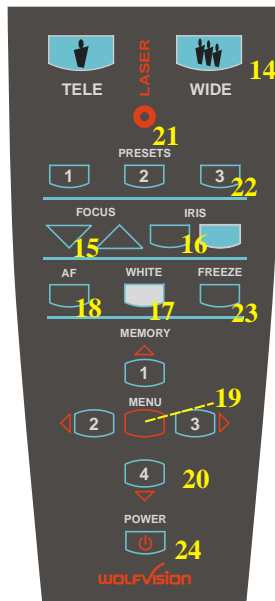 LASER
14
TELE WIDE
21
PRESETS
1 2 3
22
FOCUS IRIS
15 16
AF WHITE FREEZE
18 17 23
MEMORY
1
MENU 19
2 3
4 20
POWER
24
WOLFVISION